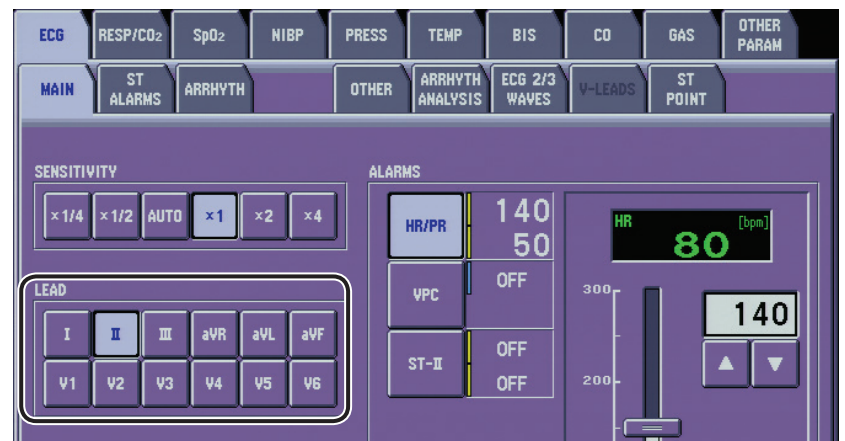 ECG RESP/CO2 SpO2 NIBP PRESS TEMP BIS CO GAS OTHER PARAM
MAIN ST ALARMS ARRHYTH OTHER ARRHYTH ANALYSIS ECG 2/3 WAVES V-LEADS ST POINT
SENSITIVITY
×1/4 ×1/2 AUTO ×1 ×2 ×4
LEAD
I II III aVR aVL aVF
V1 V2 V3 V4 V5 V6
ALARMS
HR/PR 140
50
VPC OFF
ST-II OFF
OFF
HR [bpm]
80
300
140
▲ ▼
200